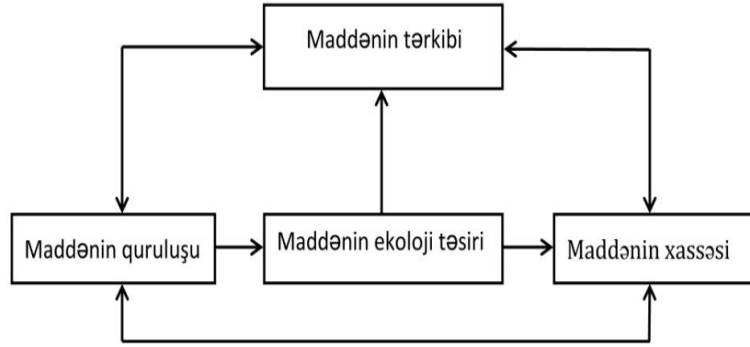 Maddənin tərkibi
Maddənin quruluşu
Maddənin ekoloji təsiri
Maddənin xassəsi